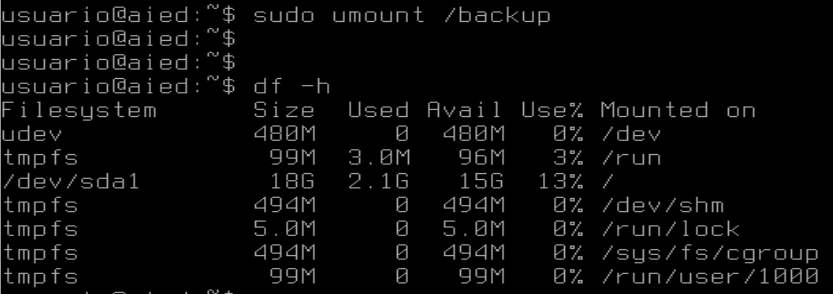 usuario@aied:~$ sudo umount /backup
usuario@aied:~$
usuario@aied:~$
usuario@aied:~$ df -h
Filesystem      Size  Used Avail Use% Mounted on
udev            480M     0  480M   0% /dev
tmpfs            99M  3.0M   96M   3% /run
/dev/sda1        18G  2.1G   15G  13% /
tmpfs           494M     0  494M   0% /dev/shm
tmpfs           5.0M     0  5.0M   0% /run/lock
tmpfs           494M     0  494M   0% /sys/fs/cgroup
tmpfs            99M     0   99M   0% /run/user/1000